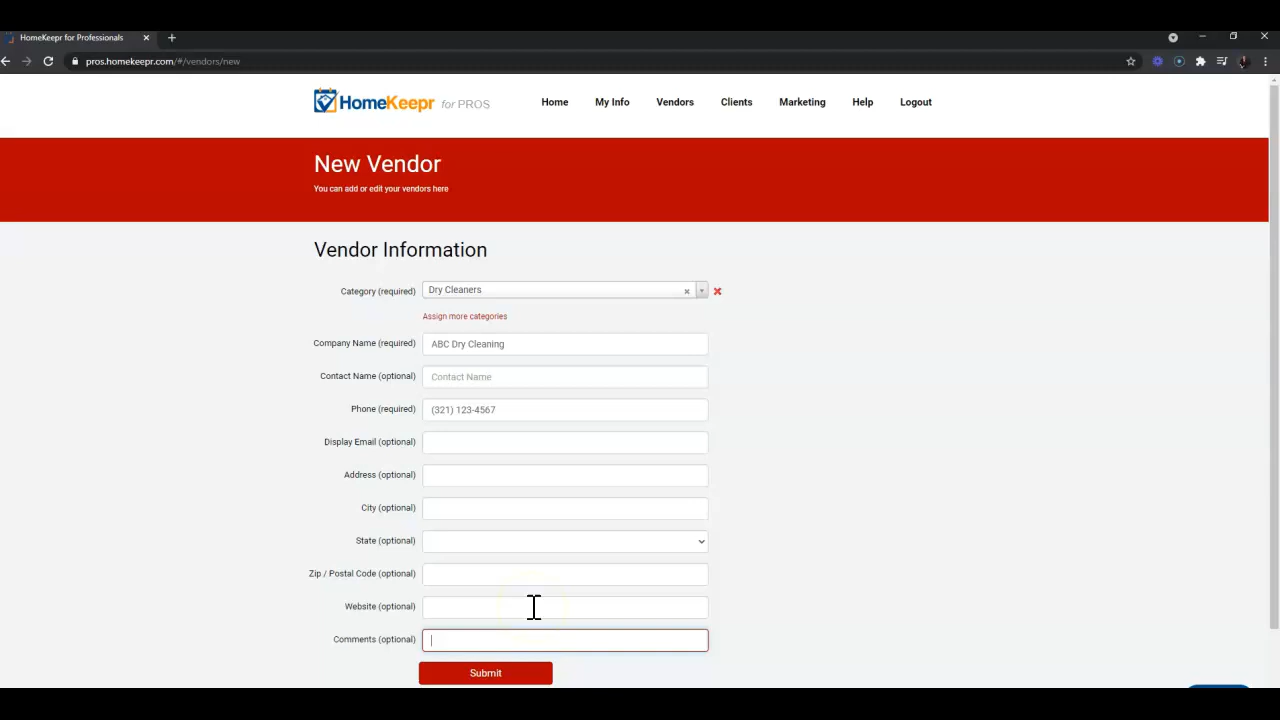 HomeKeepr for Professionals
pros.homekeepr.com/#/vendors/new
HomeKeepr for PROS
Home My Info Vendors Clients Marketing Help Logout
New Vendor
You can add or edit your vendors here
Vendor Information
Category (required) Dry Cleaners
Assign more categories
Company Name (required) ABC Dry Cleaning
Contact Name (optional) Contact Name
Phone (required) (321) 123-4567
Display Email (optional)
Address (optional)
City (optional)
State (optional)
Zip / Postal Code (optional)
Website (optional)
Comments (optional)
Submit